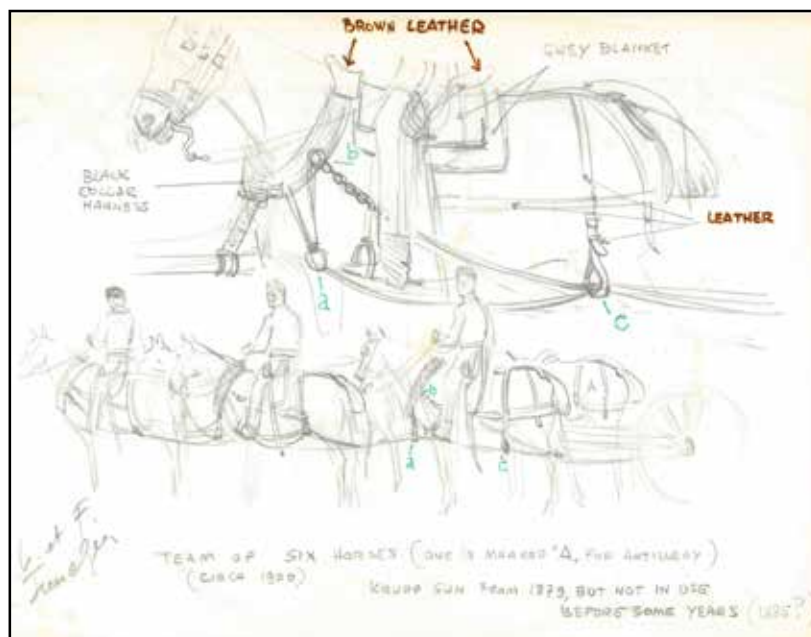 BROWN LEATHER
GREY BLANKET
b
BLACK
COLLAR
HARNESS
LEATHER
a
c
A
b
a
c
TEAM OF SIX HORSES (ONE IS MARKED "A, FOR ARTILLERY)
(CIRCA 1900)
KRUPP GUN FROM 1879, BUT NOT IN USE
BEFORE SOME YEARS (1885?